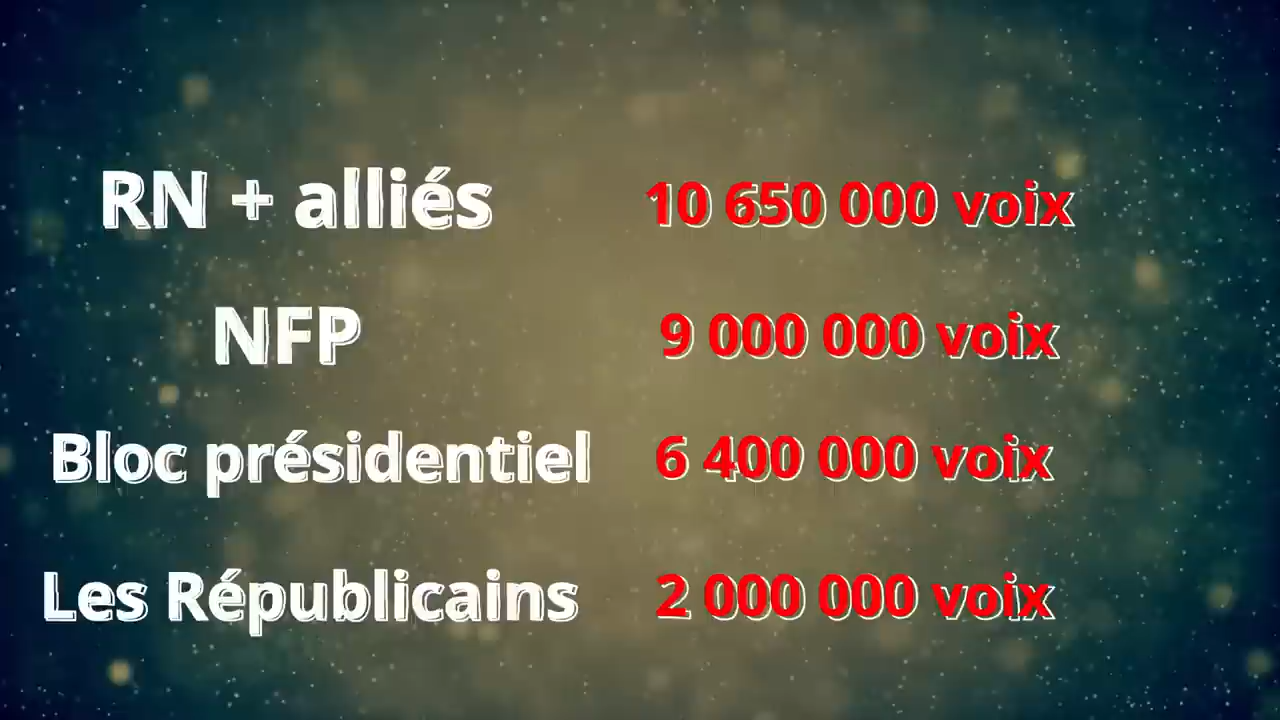 RN + alliés 10 650 000 voix
NFP 9 000 000 voix
Bloc présidentiel 6 400 000 voix
Les Républicains 2 000 000 voix